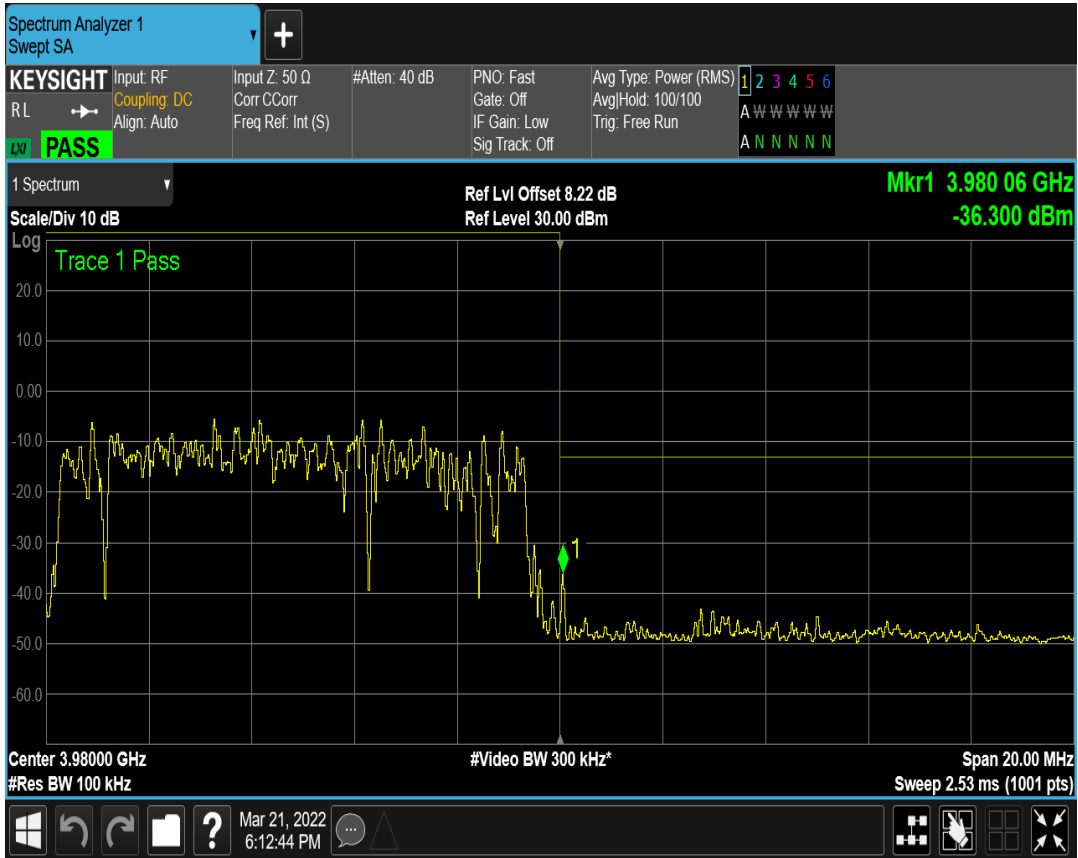 Spectrum Analyzer 1
Swept SA
+
KEYSIGHT
R L
LXI PASS
Input: RF
Coupling: DC
Align: Auto
Input Z: 50 Ω
Corr CCorr
Freq Ref: Int (S)
#Atten: 40 dB
PNO: Fast
Gate: Off
IF Gain: Low
Sig Track: Off
Avg Type: Power (RMS)
Avg|Hold: 100/100
Trig: Free Run
1 2 3 4 5 6
A W W W W W
A N N N N N
1 Spectrum
Scale/Div 10 dB
Ref Lvl Offset 8.22 dB
Ref Level 30.00 dBm
Mkr1 3.980 06 GHz
-36.300 dBm
Log
Trace 1 Pass
20.0
10.0
0.00
-10.0
-20.0
-30.0
-40.0
-50.0
-60.0
1
Center 3.98000 GHz
#Res BW 100 kHz
#Video BW 300 kHz*
Span 20.00 MHz
Sweep 2.53 ms (1001 pts)
?
Mar 21, 2022
6:12:44 PM